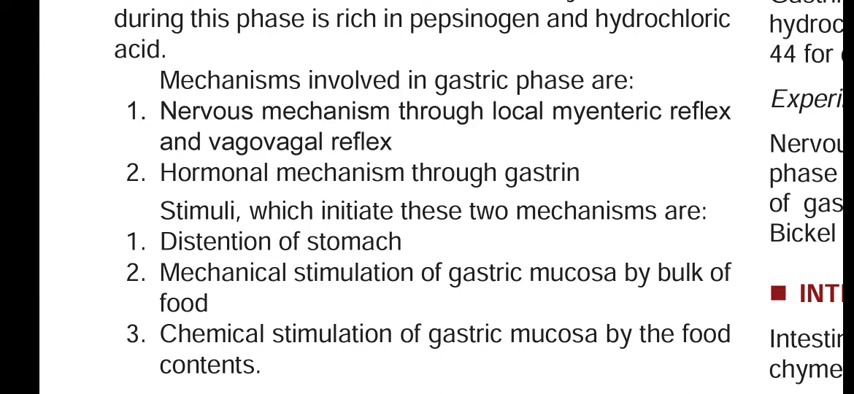 during this phase is rich in pepsinogen and hydrochloric
acid.
Mechanisms involved in gastric phase are:
1. Nervous mechanism through local myenteric reflex
and vagovagal reflex
2. Hormonal mechanism through gastrin
Stimuli, which initiate these two mechanisms are:
1. Distention of stomach
2. Mechanical stimulation of gastric mucosa by bulk of
food
3. Chemical stimulation of gastric mucosa by the food
contents.
44 for
phase
of gas
Bickel
chyme